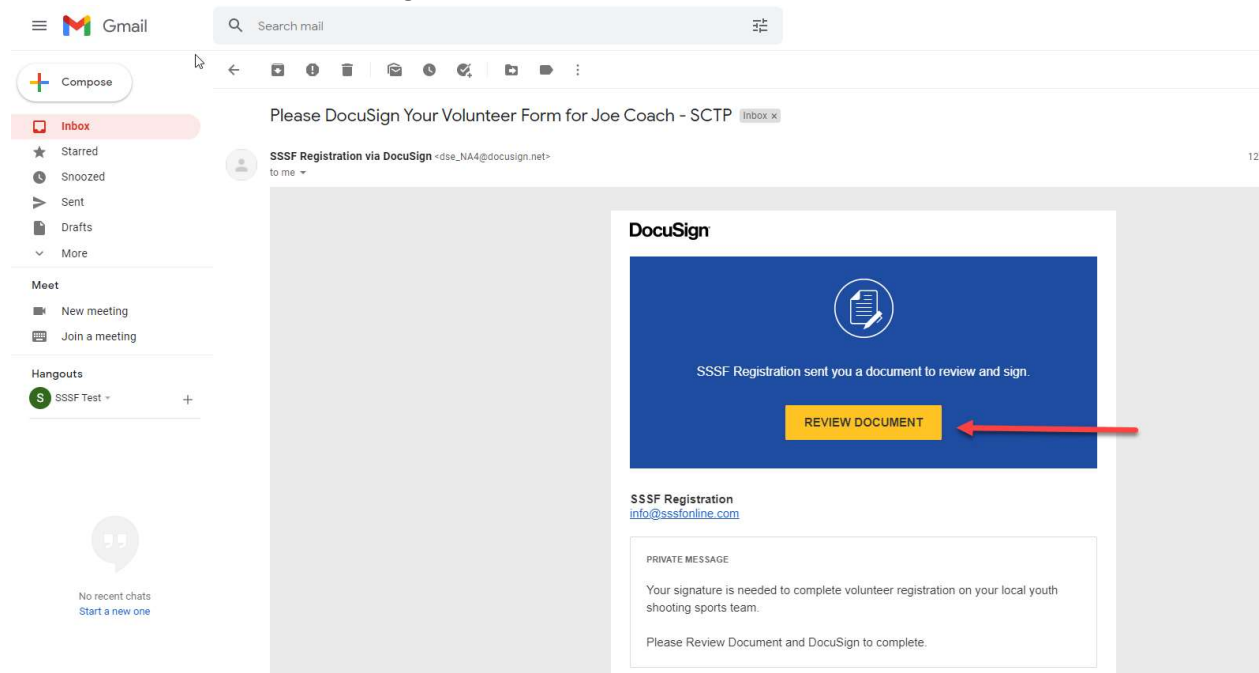 Gmail
Search mail
Compose
Inbox
Starred
Snoozed
Sent
Drafts
More
Meet
New meeting
Join a meeting
Hangouts
S SSSF Test
No recent chats
Start a new one
Please DocuSign Your Volunteer Form for Joe Coach - SCTP Inbox x
SSSF Registration via DocuSign <dse_NA4@docusign.net>
12
to me
DocuSign
SSSF Registration sent you a document to review and sign.
REVIEW DOCUMENT
SSSF Registration
info@sssfonline.com
PRIVATE MESSAGE
Your signature is needed to complete volunteer registration on your local youth
shooting sports team.
Please Review Document and DocuSign to complete.